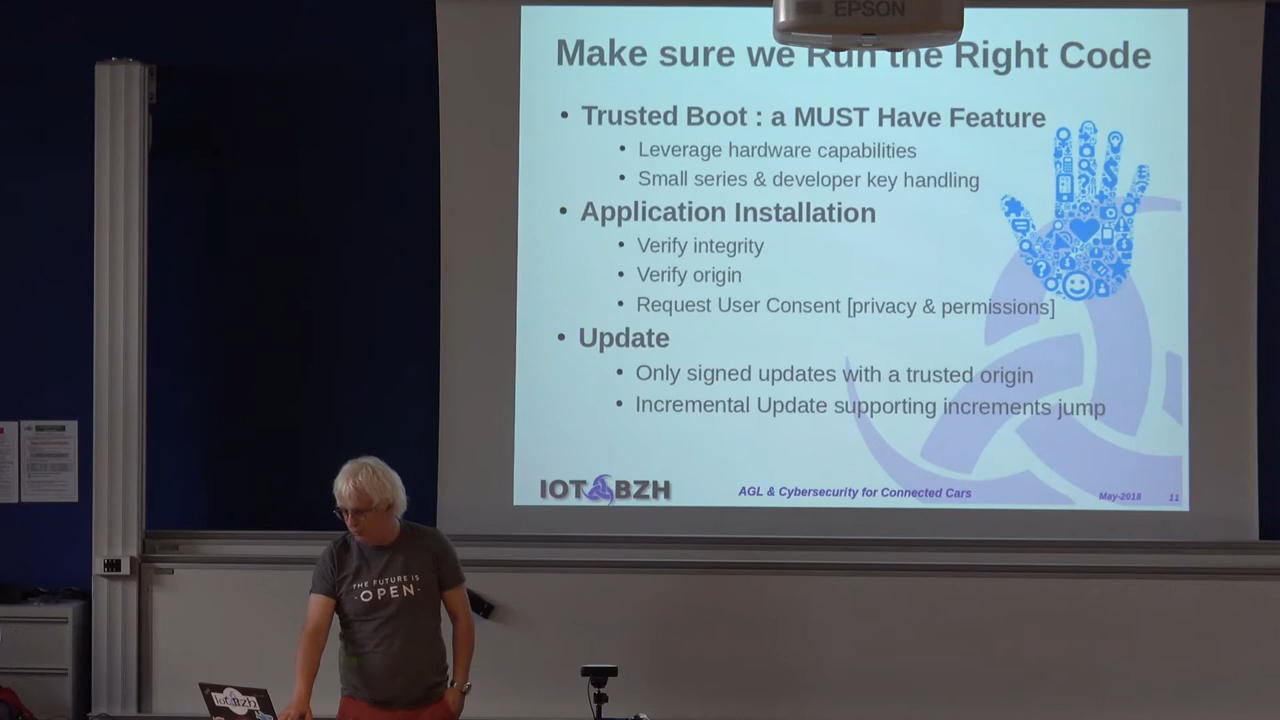 EPSON
Make sure we Run the Right Code
• Trusted Boot : a MUST Have Feature
• Leverage hardware capabilities
• Small series & developer key handling
• Application Installation
• Verify integrity
• Verify origin
• Request User Consent [privacy & permissions]
• Update
• Only signed updates with a trusted origin
• Incremental Update supporting increments jump
IOT BZH
AGL & Cybersecurity for Connected Cars
May-2018
11
THE FUTURE IS
-OPEN-
IoT.Bzh